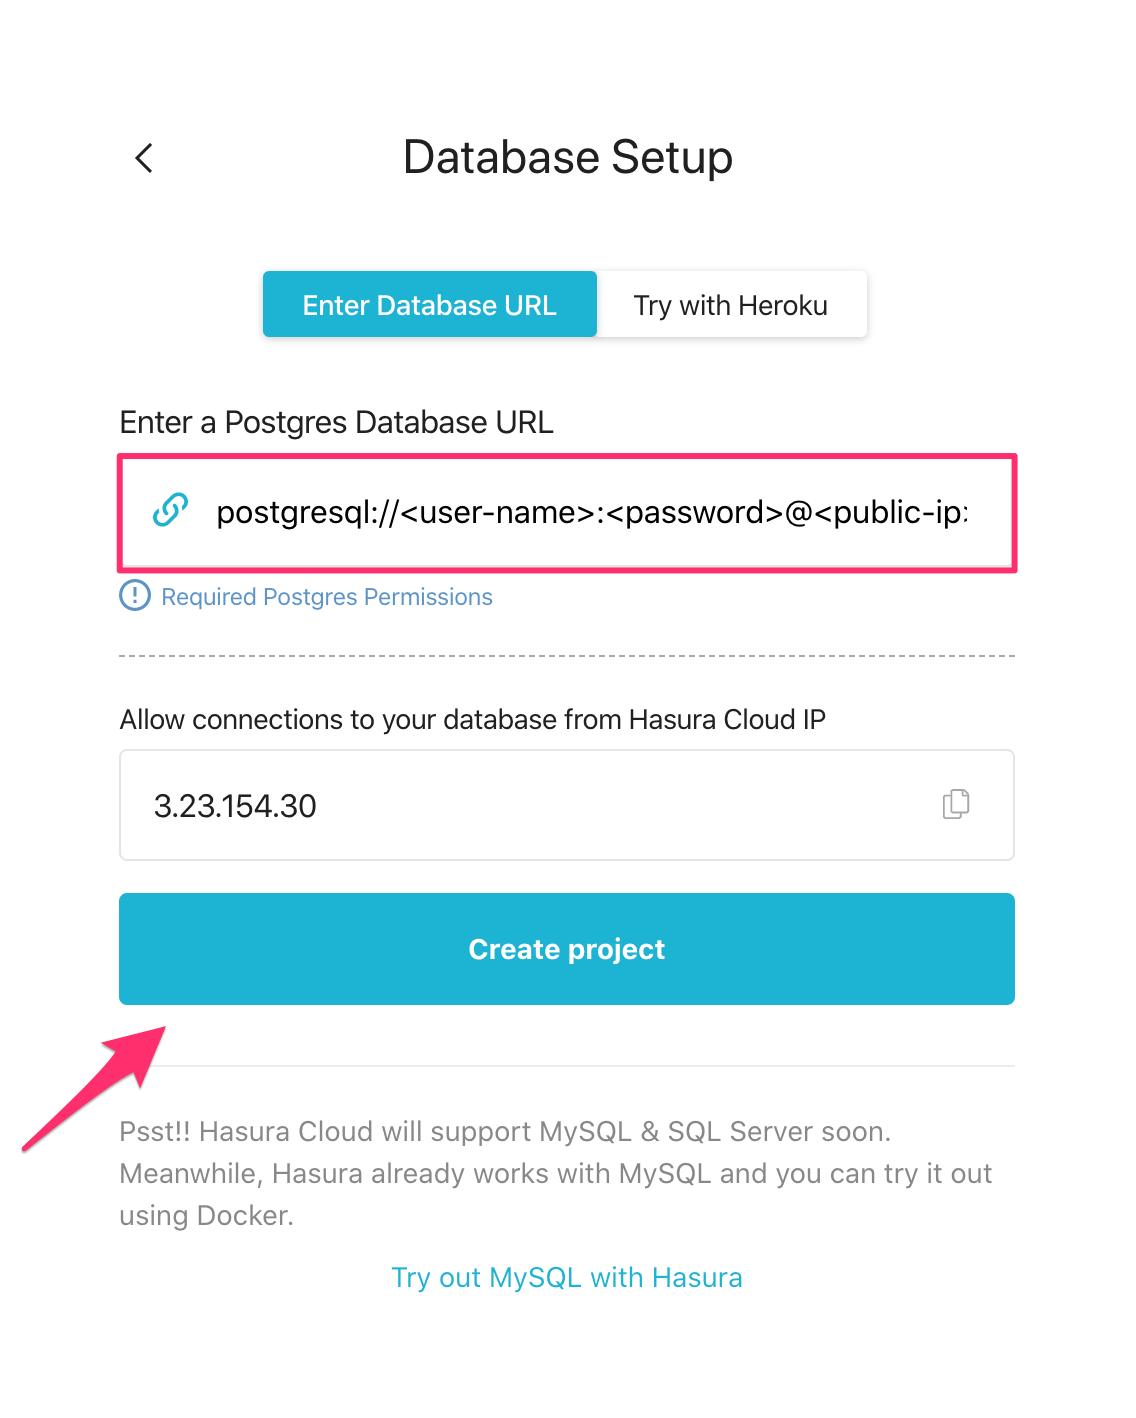 Database Setup
Enter Database URL
Try with Heroku
Enter a Postgres Database URL
postgresql://<user-name>:<password>@<public-ip:
Required Postgres Permissions
Allow connections to your database from Hasura Cloud IP
3.23.154.30
Create project
Psst!! Hasura Cloud will support MySQL & SQL Server soon.
Meanwhile, Hasura already works with MySQL and you can try it out
using Docker.
Try out MySQL with Hasura